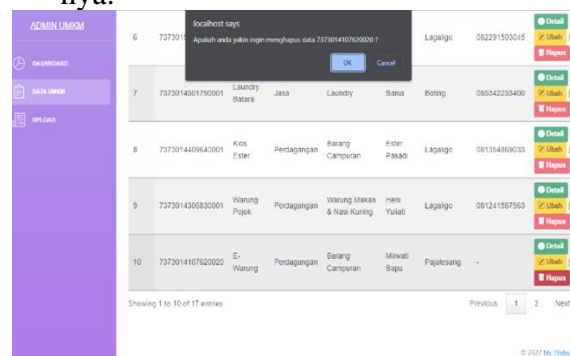 nya.
ADMIN UMKM
DASHBOARD
DATA UMKM
UPLOAD
localhost says
Apakah anda yakin ingin menghapus data 7373014107620020 ?
OK Cancel
6 7373015 Lagaligo 082291503045 Detail Ubah Hapus
7 7373014501790001 Laundry Batara Jasa Laundry Sania Boting 085342233400 Detail Ubah Hapus
8 7373014409640001 Kios Ester Perdagangan Barang Campuran Ester Pasadi Lagaligo 081354869033 Detail Ubah Hapus
9 7373014306830001 Warung Pojok Perdagangan Warung Makan & Nasi Kuning Heni Yuliati Lagaligo 081241587963 Detail Ubah Hapus
10 7373014107620020 E-Warung Perdagangan Barang Campuran Mirwati Sapu Pajalesang - Detail Ubah Hapus
Showing 1 to 10 of 17 entries
Previous 1 2 Next
© 2022 My Webs